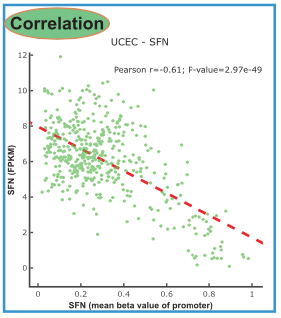 Correlation
UCEC - SFN
Pearson r=-0.61; P-value=2.97e-49
12
10
8
6
4
2
0
SFN (FPKM)
0 0.2 0.4 0.6 0.8 1
SFN (mean beta value of promoter)